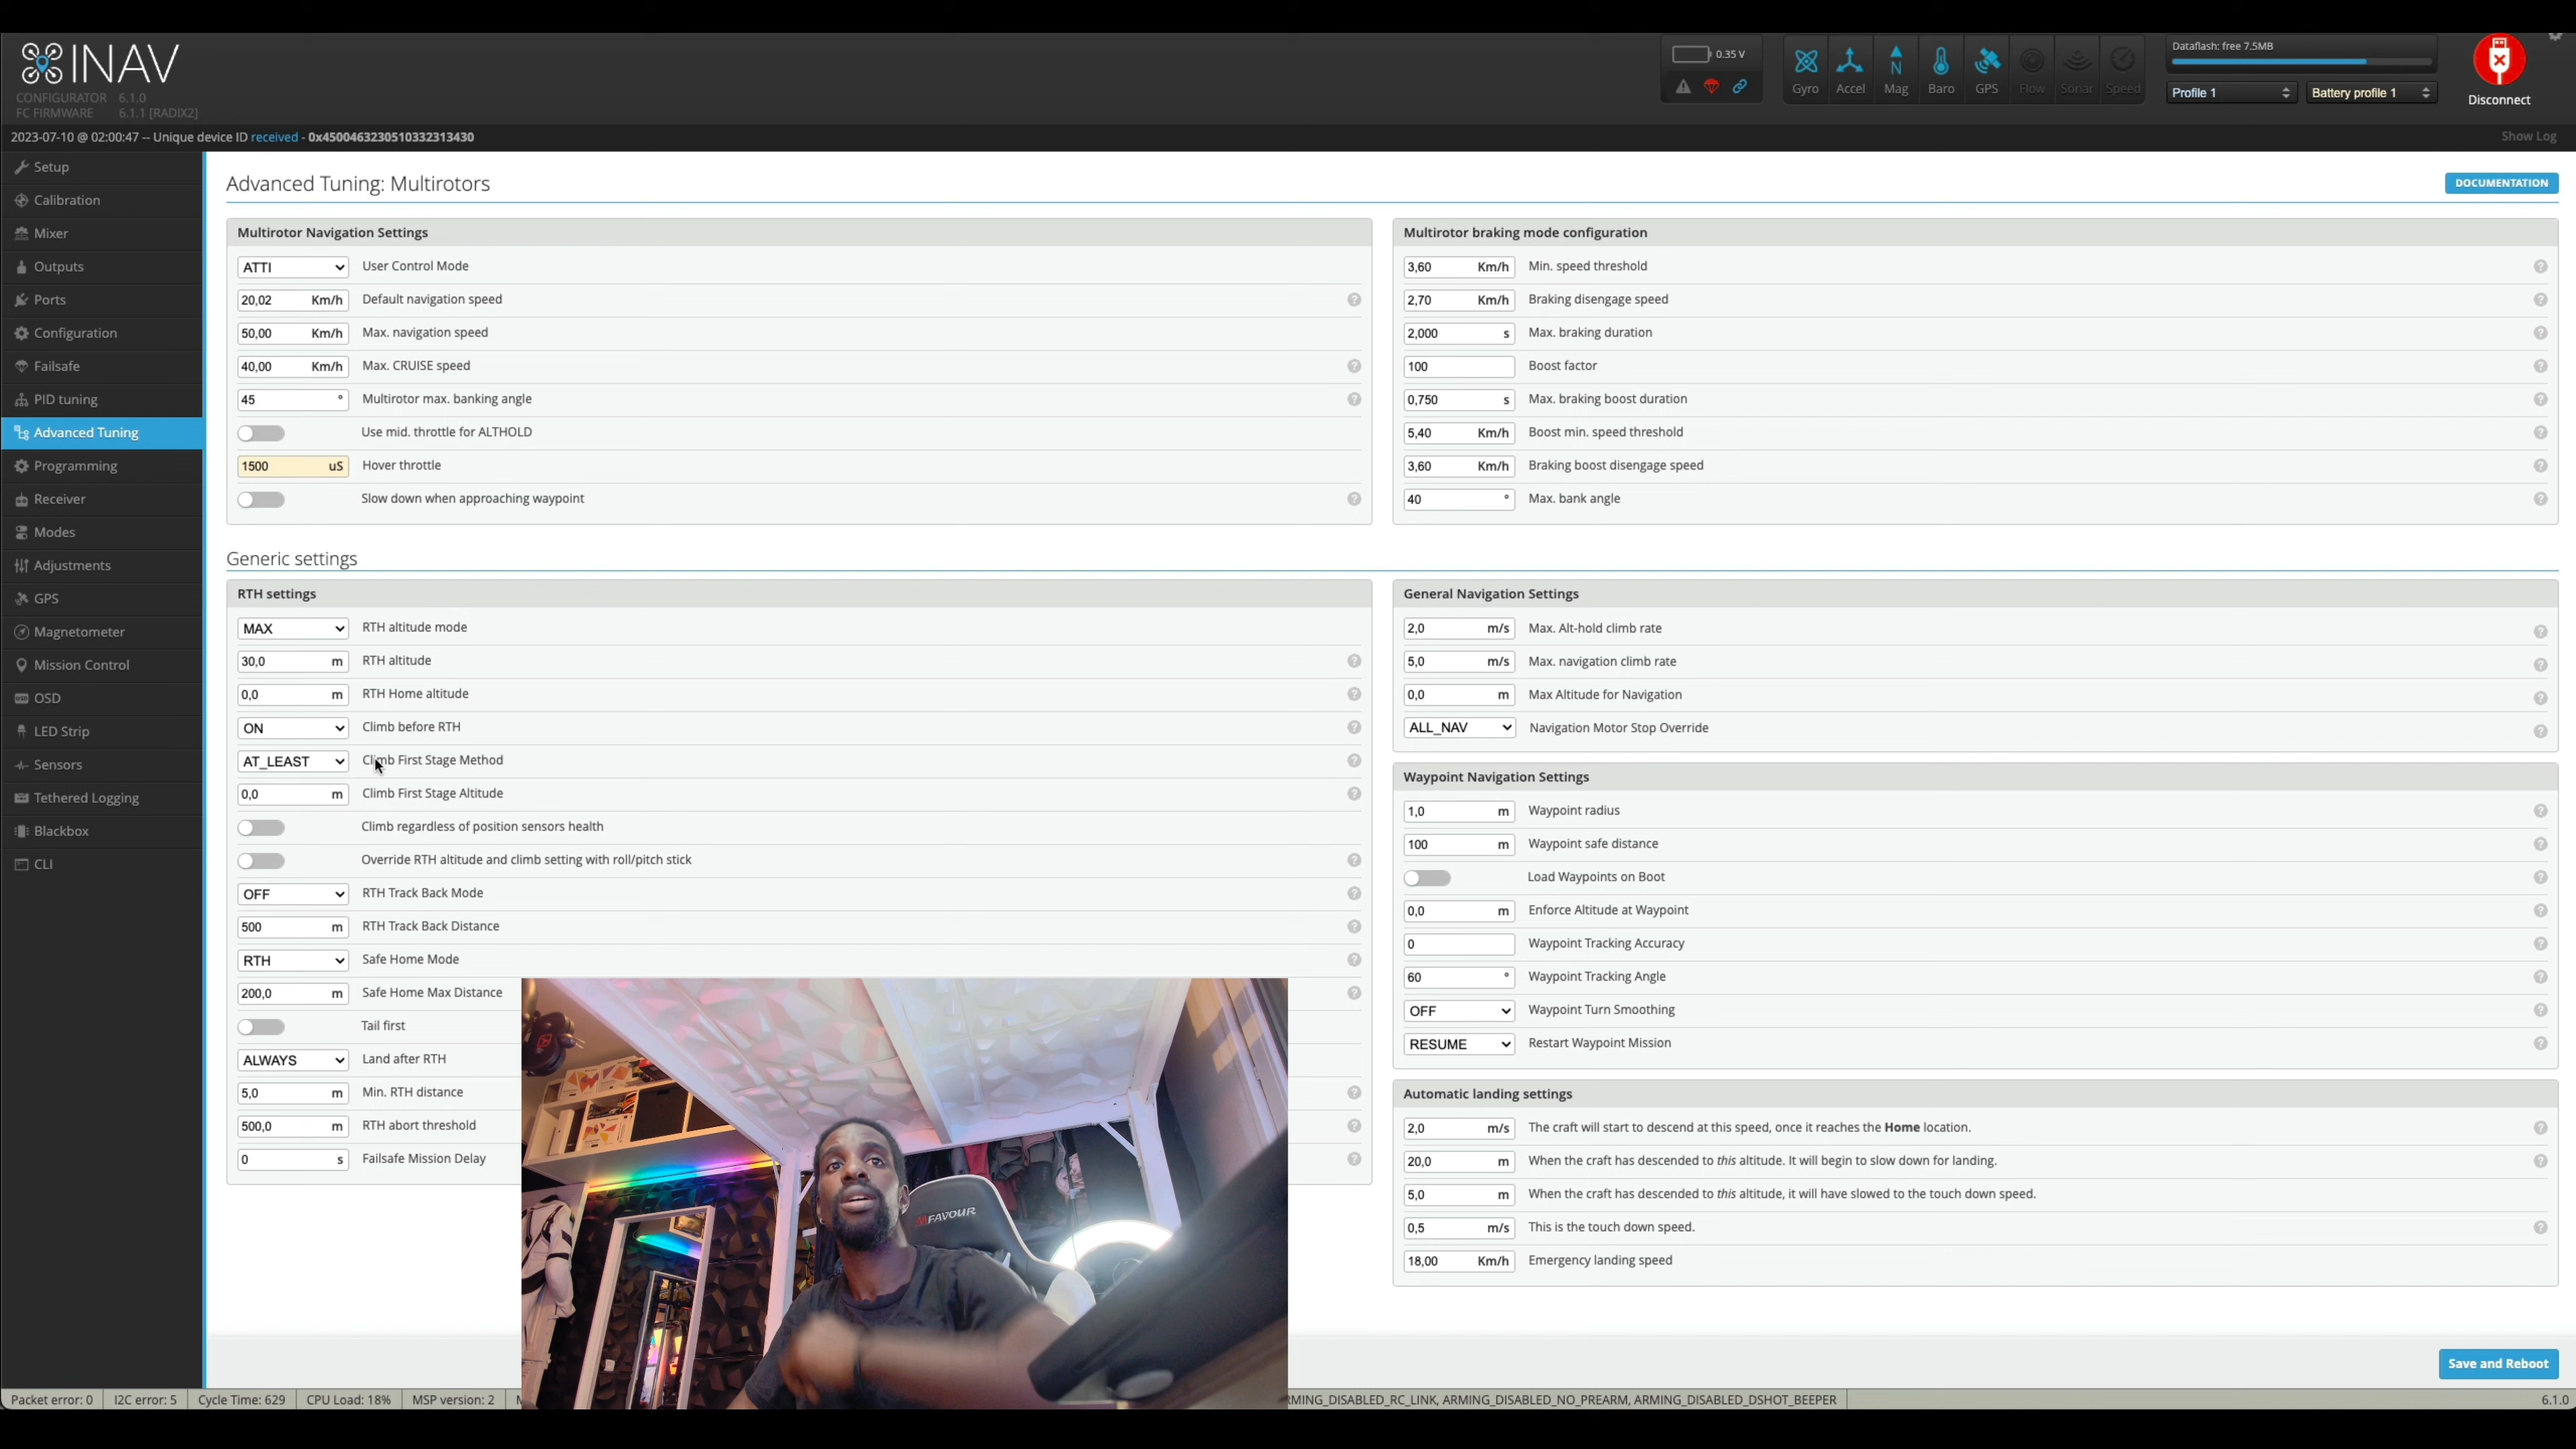 INAV
CONFIGURATOR 6.1.0
FC FIRMWARE 6.1.1 [RADIX2]
0.35 V
Gyro
Accel
Mag
Baro
GPS
Flow
Sonar
Speed
Dataflash: free 7.5MB
Profile 1
Battery profile 1
Disconnect
2023-07-10 @ 02:00:47 -- Unique device ID received - 0x4500463230510332313430
Show Log
Setup
Calibration
Mixer
Outputs
Ports
Configuration
Failsafe
PID tuning
Advanced Tuning
Programming
Receiver
Modes
Adjustments
GPS
Magnetometer
Mission Control
OSD
LED Strip
Sensors
Tethered Logging
Blackbox
CLI
Advanced Tuning: Multirotors
DOCUMENTATION
Multirotor Navigation Settings
ATTI User Control Mode
20,02 Km/h Default navigation speed
50,00 Km/h Max. navigation speed
40,00 Km/h Max. CRUISE speed
45 ° Multirotor max. banking angle
Use mid. throttle for ALTHOLD
1500 uS Hover throttle
Slow down when approaching waypoint
Multirotor braking mode configuration
3,60 Km/h Min. speed threshold
2,70 Km/h Braking disengage speed
2,000 s Max. braking duration
100 Boost factor
0,750 s Max. braking boost duration
5,40 Km/h Boost min. speed threshold
3,60 Km/h Braking boost disengage speed
40 ° Max. bank angle
Generic settings
RTH settings
MAX RTH altitude mode
30,0 m RTH altitude
0,0 m RTH Home altitude
ON Climb before RTH
AT_LEAST Climb First Stage Method
0,0 m Climb First Stage Altitude
Climb regardless of position sensors health
Override RTH altitude and climb setting with roll/pitch stick
OFF RTH Track Back Mode
500 m RTH Track Back Distance
RTH Safe Home Mode
200,0 m Safe Home Max Distance
Tail first
ALWAYS Land after RTH
5,0 m Min. RTH distance
500,0 m RTH abort threshold
0 s Failsafe Mission Delay
General Navigation Settings
2,0 m/s Max. Alt-hold climb rate
5,0 m/s Max. navigation climb rate
0,0 m Max Altitude for Navigation
ALL_NAV Navigation Motor Stop Override
Waypoint Navigation Settings
1,0 m Waypoint radius
100 m Waypoint safe distance
Load Waypoints on Boot
0,0 m Enforce Altitude at Waypoint
0 Waypoint Tracking Accuracy
60 ° Waypoint Tracking Angle
OFF Waypoint Turn Smoothing
RESUME Restart Waypoint Mission
Automatic landing settings
2,0 m/s The craft will start to descend at this speed, once it reaches the Home location.
20,0 m When the craft has descended to this altitude. It will begin to slow down for landing.
5,0 m When the craft has descended to this altitude, it will have slowed to the touch down speed.
0,5 m/s This is the touch down speed.
18,00 Km/h Emergency landing speed
FAVOUR
Save and Reboot
Packet error: 0 I2C error: 5 Cycle Time: 629 CPU Load: 18% MSP version: 2 RMING_DISABLED_RC_LINK, ARMING_DISABLED_NO_PREARM, ARMING_DISABLED_DSHOT_BEEPER 6.1.0